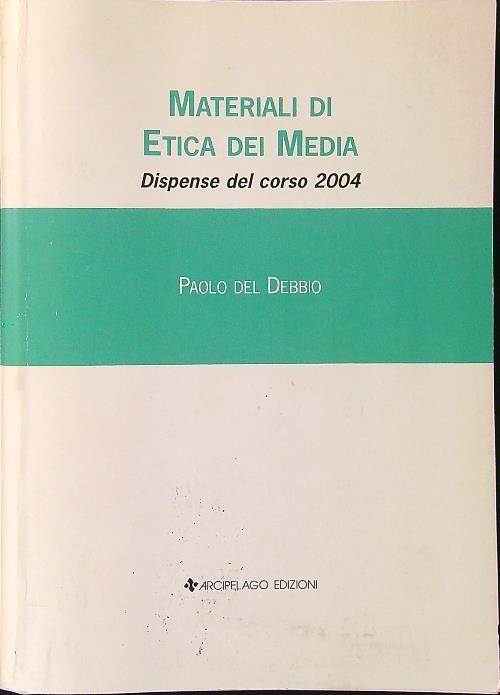 MATERIALI DI
ETICA DEI MEDIA
Dispense del corso 2004
PAOLO DEL DEBBIO
ARCIPELAGO EDIZIONI